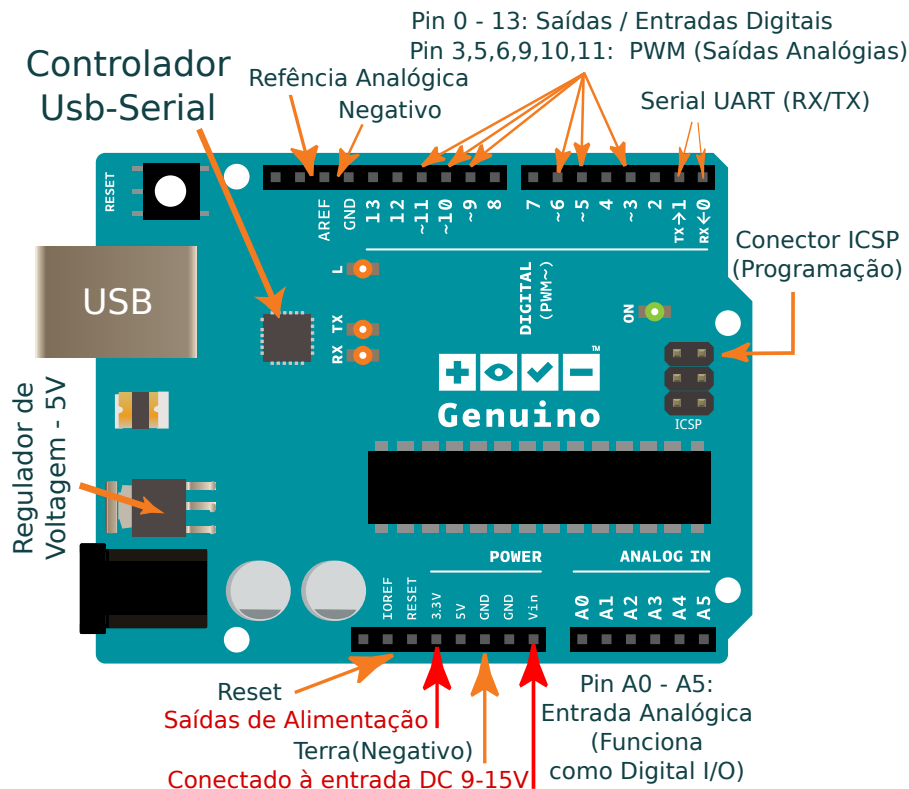 Pin 0 - 13: Saídas / Entradas Digitais
Pin 3,5,6,9,10,11:  PWM (Saídas Analógias)
Controlador
Usb-Serial
Refência Analógica
Negativo
Serial UART (RX/TX)
RESET
AREF
GND
13
12
~11
~10
~9
8
7
~6
~5
4
~3
2
TX→1
RX←0
Conector ICSP
(Programação)
USB
L
TX
RX
DIGITAL
(PWM~)
ON
TM
Genuino
ICSP
Regulador de
Voltagem - 5V
POWER
ANALOG IN
IOREF
RESET
3.3V
5V
GND
GND
Vin
A0
A1
A2
A3
A4
A5
Reset
Saídas de Alimentação
Terra(Negativo)
Conectado à entrada DC 9-15V
Pin A0 - A5:
Entrada Analógica
(Funciona
como Digital I/O)